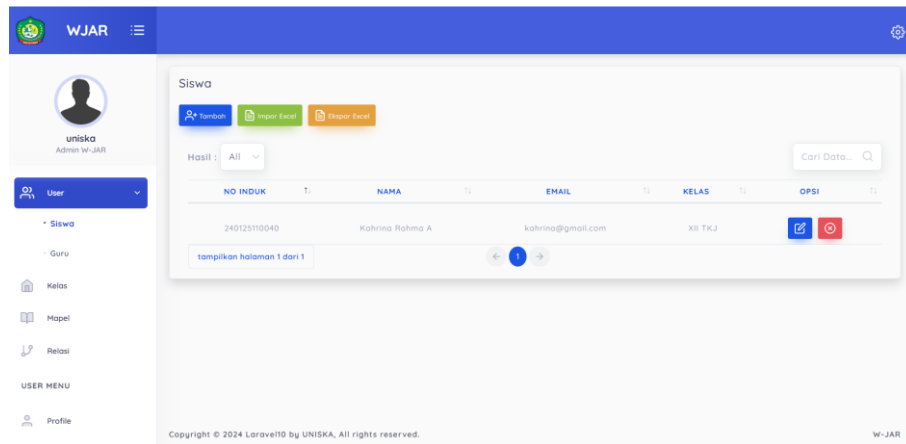 WJAR
uniska
Admin W-JAR
User
Siswa
Guru
Kelas
Mapel
Relasi
USER MENU
Profile
Siswa
Tambah Impor Excel Ekspor Excel
Hasil : All Cari Data...
NO INDUK NAMA EMAIL KELAS OPSI
240125110040 Kahrina Rahma A kahrina@gmail.com XII TKJ
tampilkan halaman 1 dari 1 ← 1 →
Copyright © 2024 Laravel10 by UNISKA, All rights reserved. W-JAR